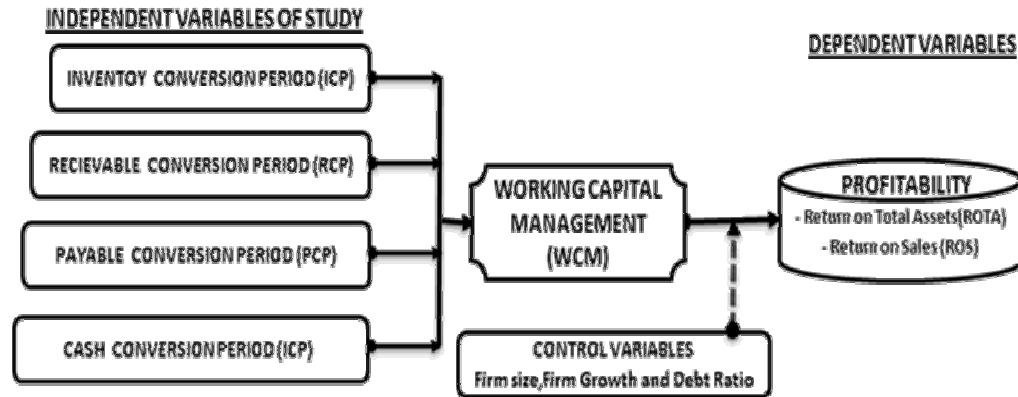 INDEPENDENT VARIABLES OF STUDY
DEPENDENT VARIABLES
INVENTOY CONVERSION PERIOD (ICP)
RECIEVABLE CONVERSION PERIOD (RCP)
PAYABLE CONVERSION PERIOD (PCP)
CASH CONVERSION PERIOD (ICP)
WORKING CAPITAL
MANAGEMENT
(WCM)
PROFITABILITY
- Return on Total Assets(ROTA)
- Return on Sales (ROS)
CONTROL VARIABLES
Firm size,Firm Growth and Debt Ratio